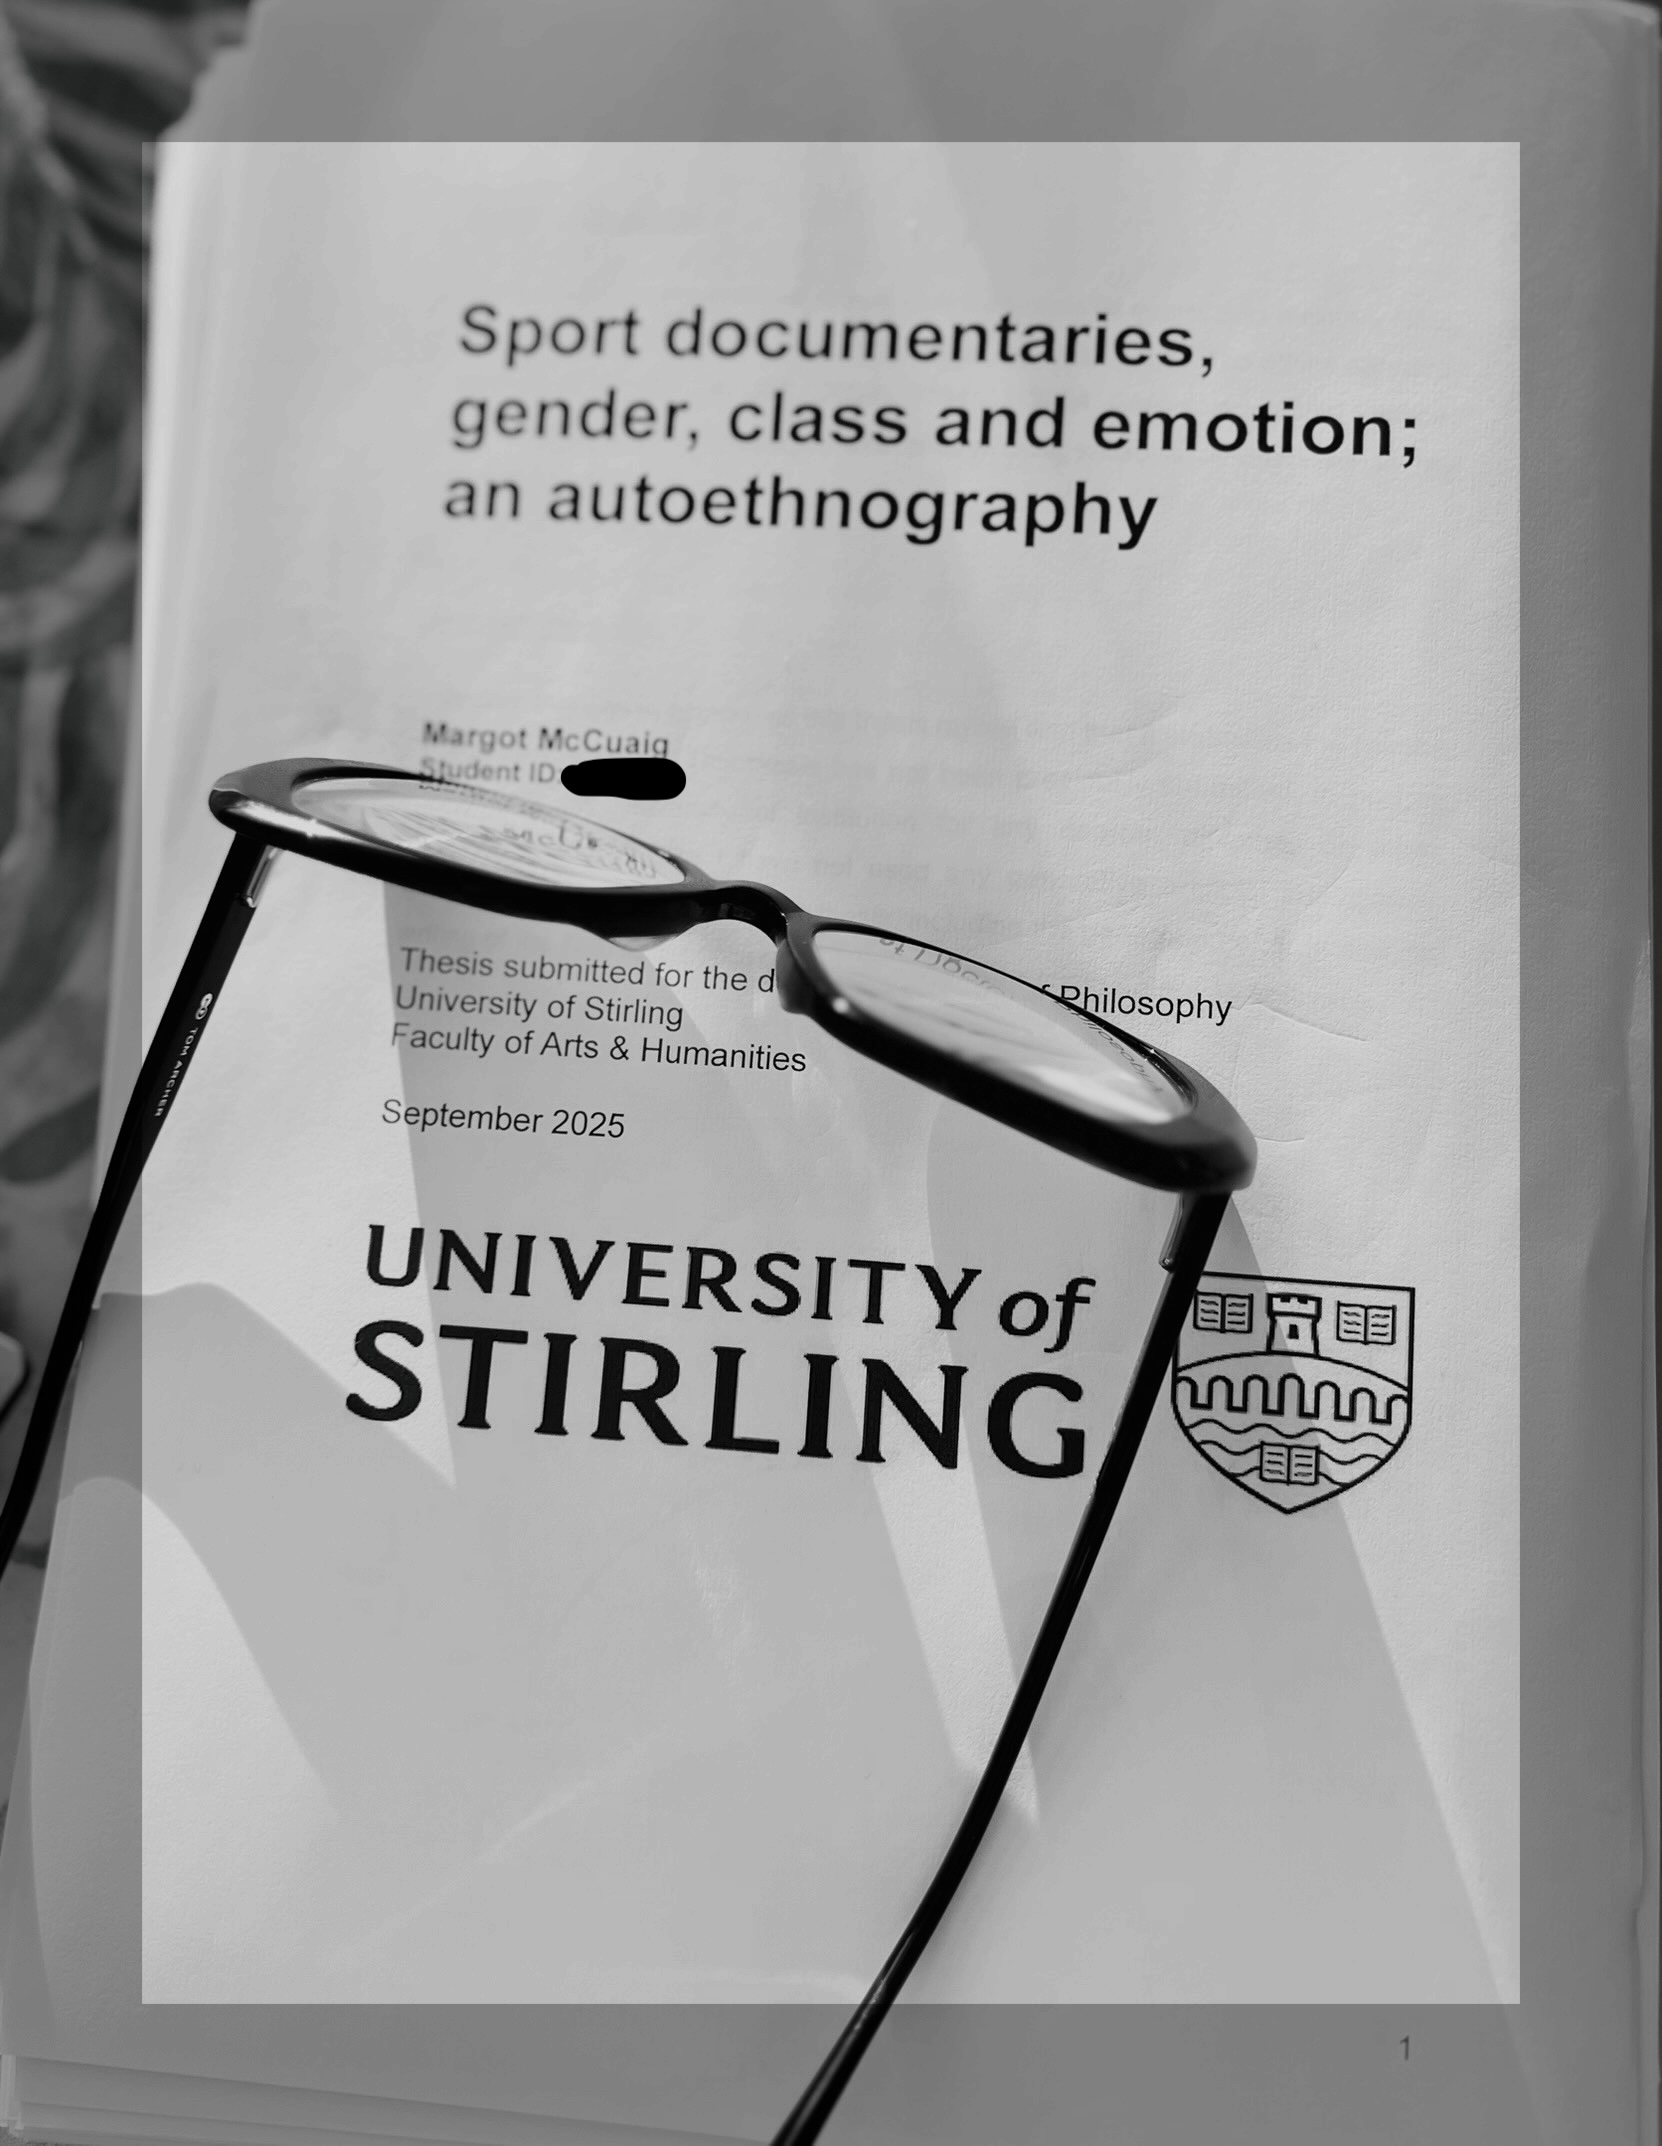 Sport documentaries,
gender, class and emotion;
an autoethnography
Margot McCuaig
Student ID
Thesis submitted for the d
Philosophy
University of Stirling
Faculty of Arts & Humanities
September 2025
TOM ARCHER
UNIVERSITY of
STIRLING
1